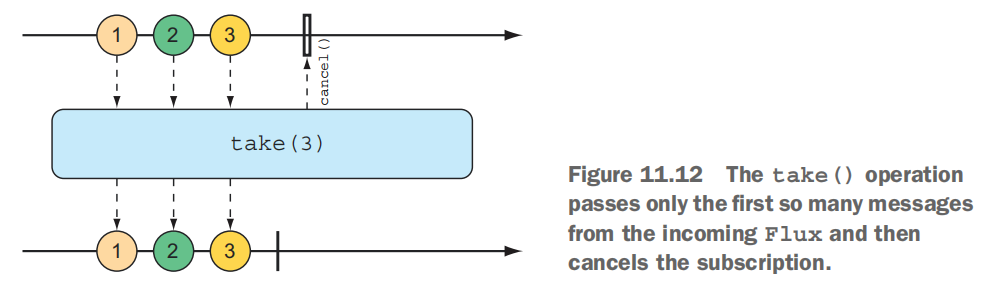 1 2 3
cancel()
take(3)
1 2 3
Figure 11.12 The take() operation
passes only the first so many messages
from the incoming Flux and then
cancels the subscription.